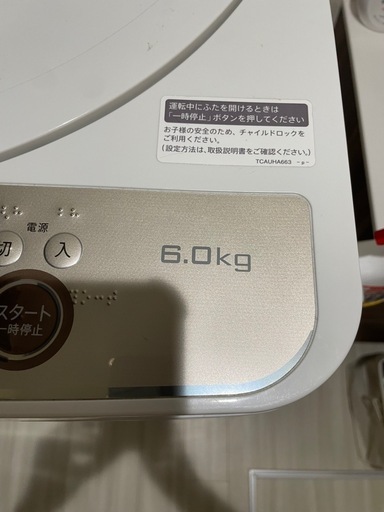 運転中にふたを開けるときは
「一時停止」ボタンを押してください
お子様の安全のため、チャイルドロックを
ご利用ください。
(設定方法は、取扱説明書をご確認ください。)
TCAUHA663
電源
切 入
6.0kg
スタート
一時停止